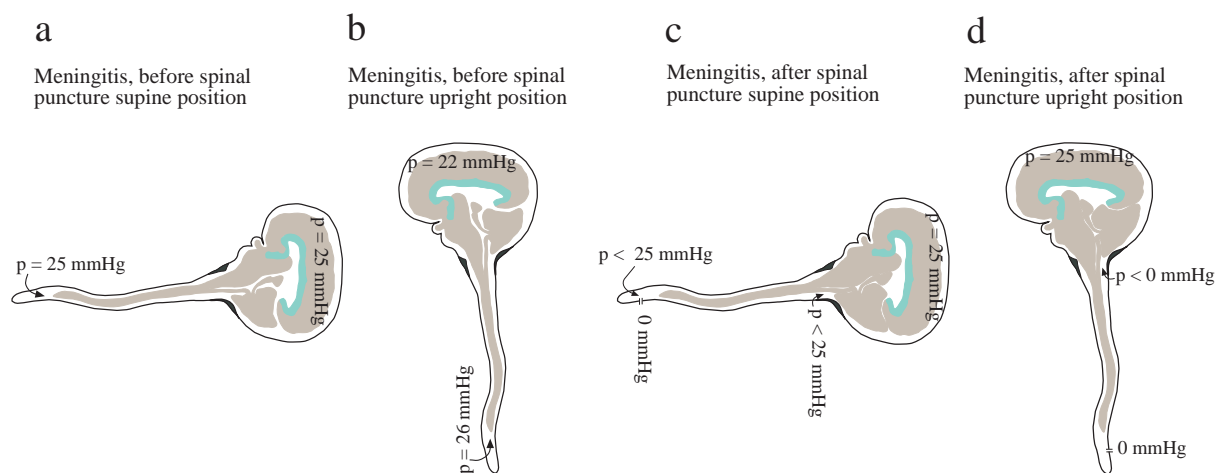 a
Meningitis, before spinal
puncture supine position
p = 25 mmHg
p = 25 mmHg
b
Meningitis, before spinal
puncture upright position
p = 22 mmHg
p = 26 mmHg
c
Meningitis, after spinal
puncture supine position
p < 25 mmHg
0 mmHg
p < 25 mmHg
p = 25 mmHg
d
Meningitis, after spinal
puncture upright position
p = 25 mmHg
p < 0 mmHg
0 mmHg